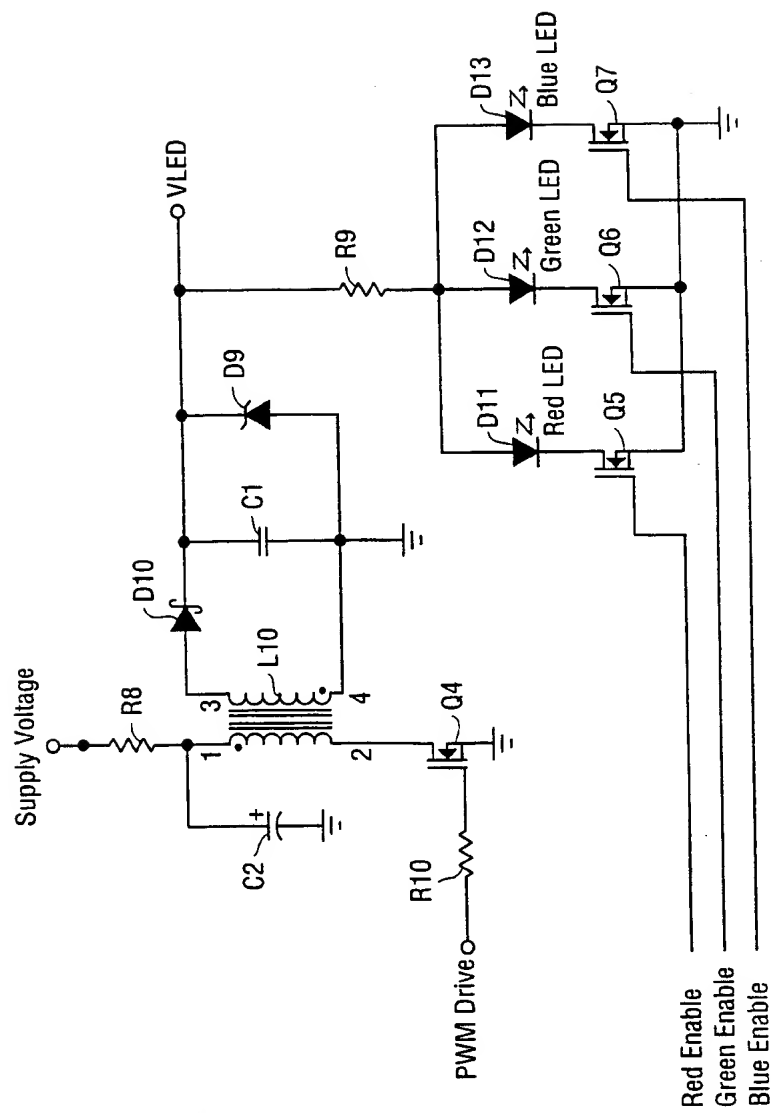 Supply Voltage
R8
D10
VLED
C1
D9
L10
1
3
2
4
C2
+
R9
Q4
R10
PWM Drive
D11
Red LED
D12
Green LED
D13
Blue LED
Q5
Q6
Q7
Red Enable
Green Enable
Blue Enable